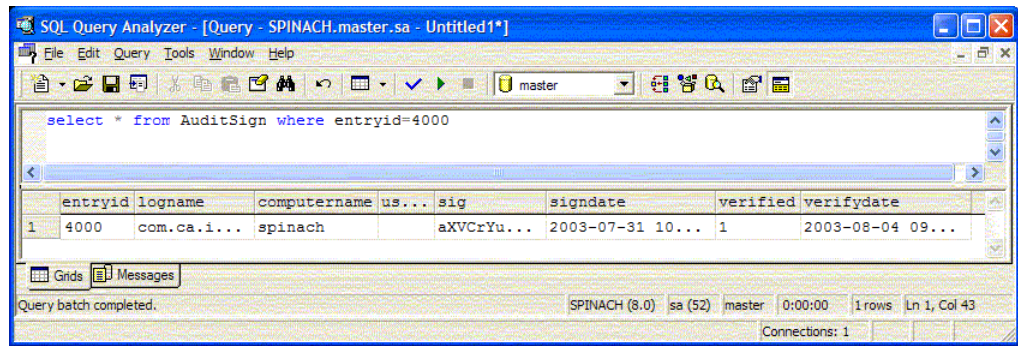 SQL Query Analyzer - [Query - SPINACH.master.sa - Untitled1*]
File Edit Query Tools Window Help
master
select * from AuditSign where entryid=4000
entryid logname computername us... sig signdate verified verifydate
1 4000 com.ca.i... spinach aXVCrYu... 2003-07-31 10... 1 2003-08-04 09...
Grids Messages
Query batch completed. SPINACH (8.0) sa (52) master 0:00:00 1 rows Ln 1, Col 43
Connections: 1